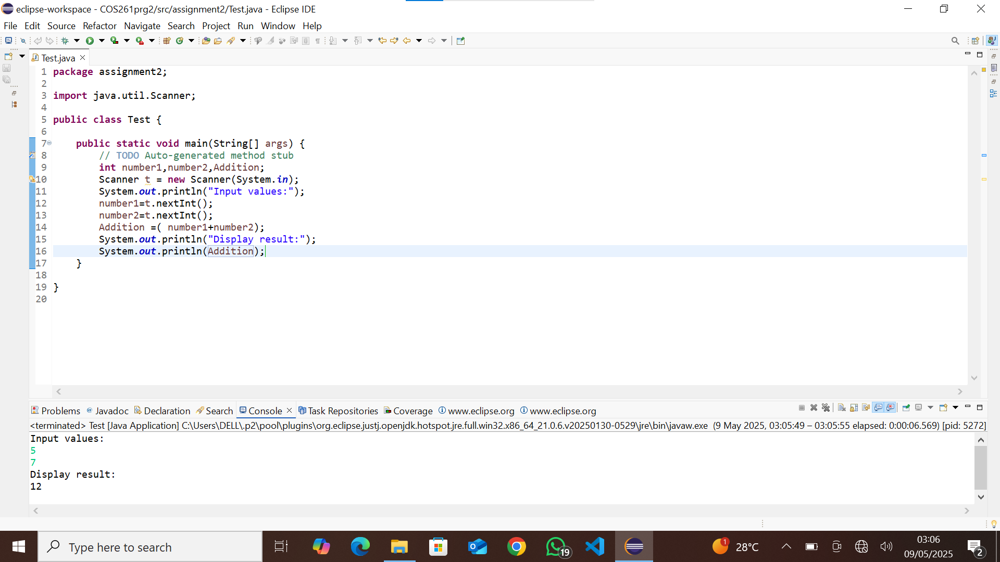 eclipse-workspace - COS261prg2/src/assignment2/Test.java - Eclipse IDE
File Edit Source Refactor Navigate Search Project Run Window Help
Test.java
1 package assignment2;
2
3 import java.util.Scanner;
4
5 public class Test {
6
7     public static void main(String[] args) {
8         // TODO Auto-generated method stub
9         int number1,number2,Addition;
10         Scanner t = new Scanner(System.in);
11         System.out.println("Input values:");
12         number1=t.nextInt();
13         number2=t.nextInt();
14         Addition =( number1+number2);
15         System.out.println("Display result:");
16         System.out.println(Addition);
17     }
18
19 }
20
Problems @ Javadoc Declaration Search Console Task Repositories Coverage www.eclipse.org www.eclipse.org
<terminated> Test [Java Application] C:\Users\DELL\.p2\pool\plugins\org.eclipse.justj.openjdk.hotspot.jre.full.win32.x86_64_21.0.6.v20250130-0529\jre\bin\javaw.exe (9 May 2025, 03:05:49 – 03:05:55 elapsed: 0:00:06.569) [pid: 5272]
Input values:
5
7
Display result:
12
Type here to search
19
1
28°C
03:06
09/05/2025
2